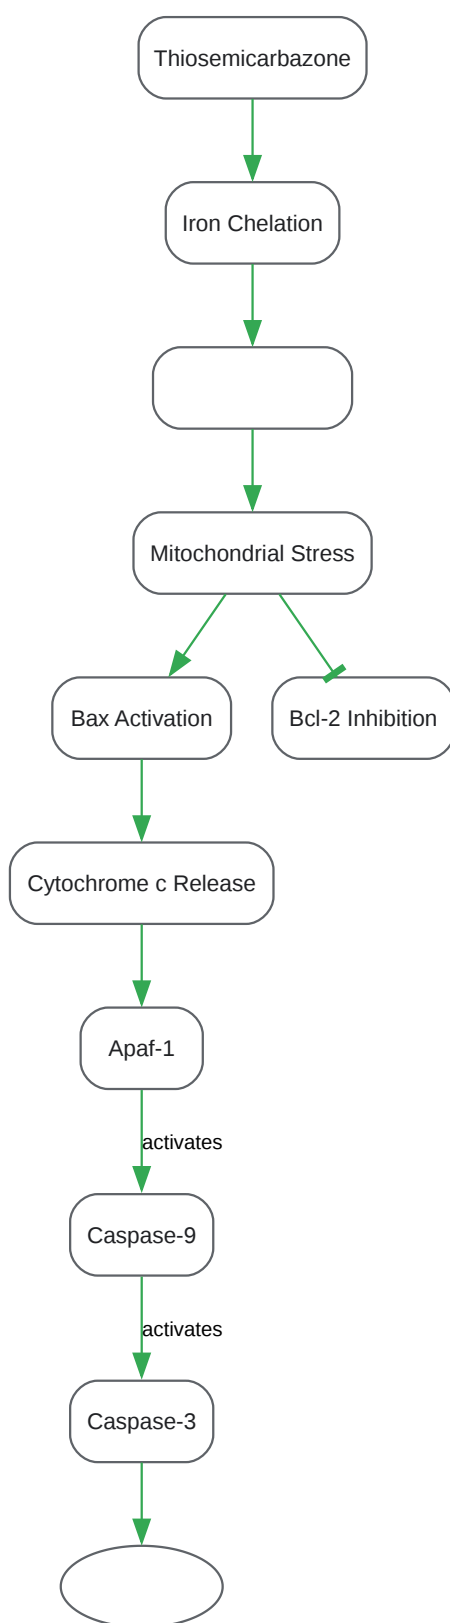 Thiosemicarbazone
Iron Chelation
Mitochondrial Stress
Bax Activation
Bcl-2 Inhibition
Cytochrome c Release
Apaf-1
activates
Caspase-9
activates
Caspase-3